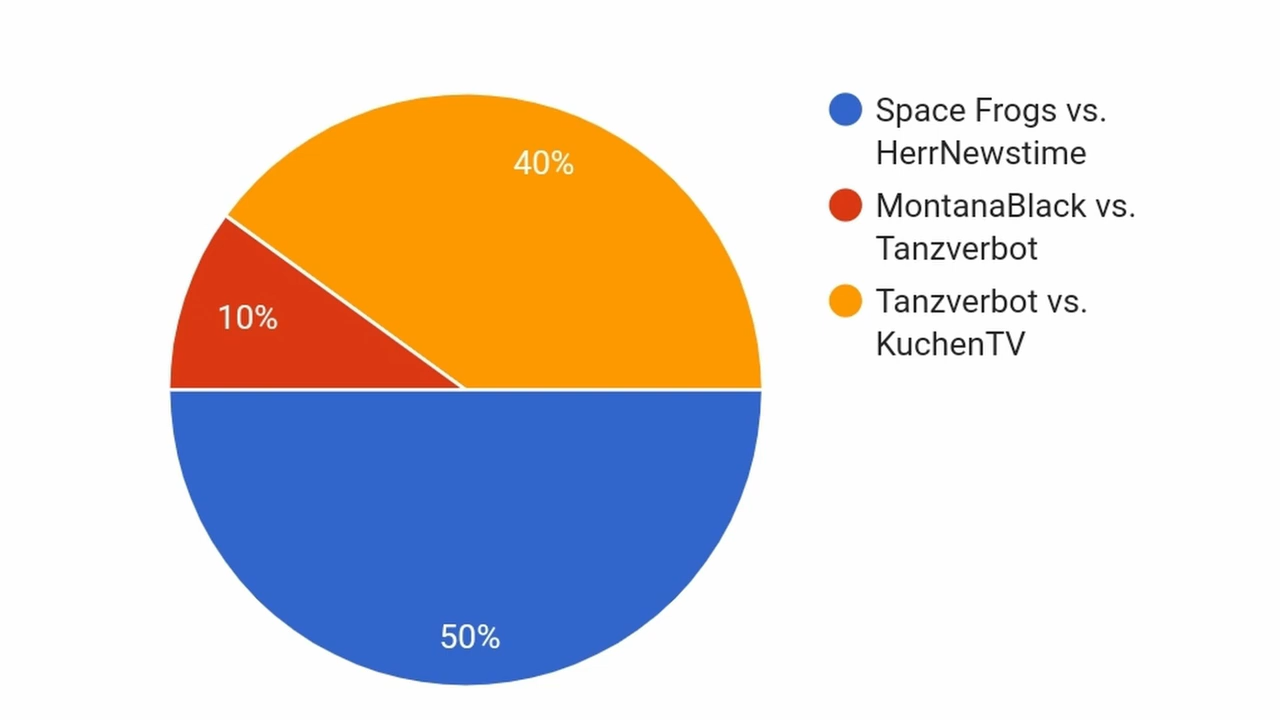 40%
10%
50%
Space Frogs vs.
HerrNewstime
MontanaBlack vs.
Tanzverbot
Tanzverbot vs.
KuchenTV